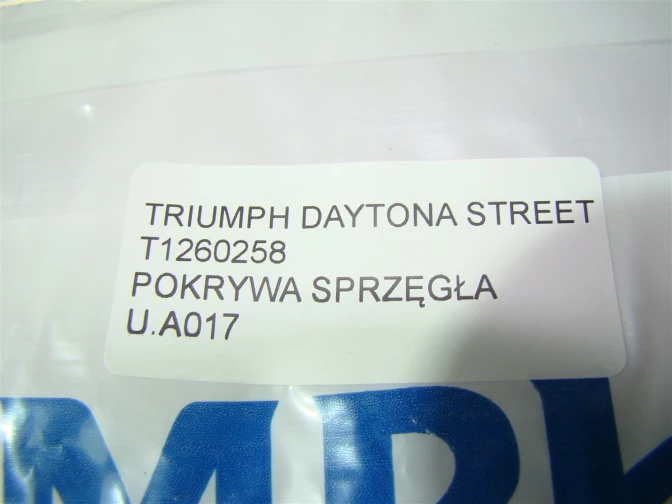 TRIUMPH DAYTONA STREET
T1260258
POKRYWA SPRZĘGŁA
U.A017